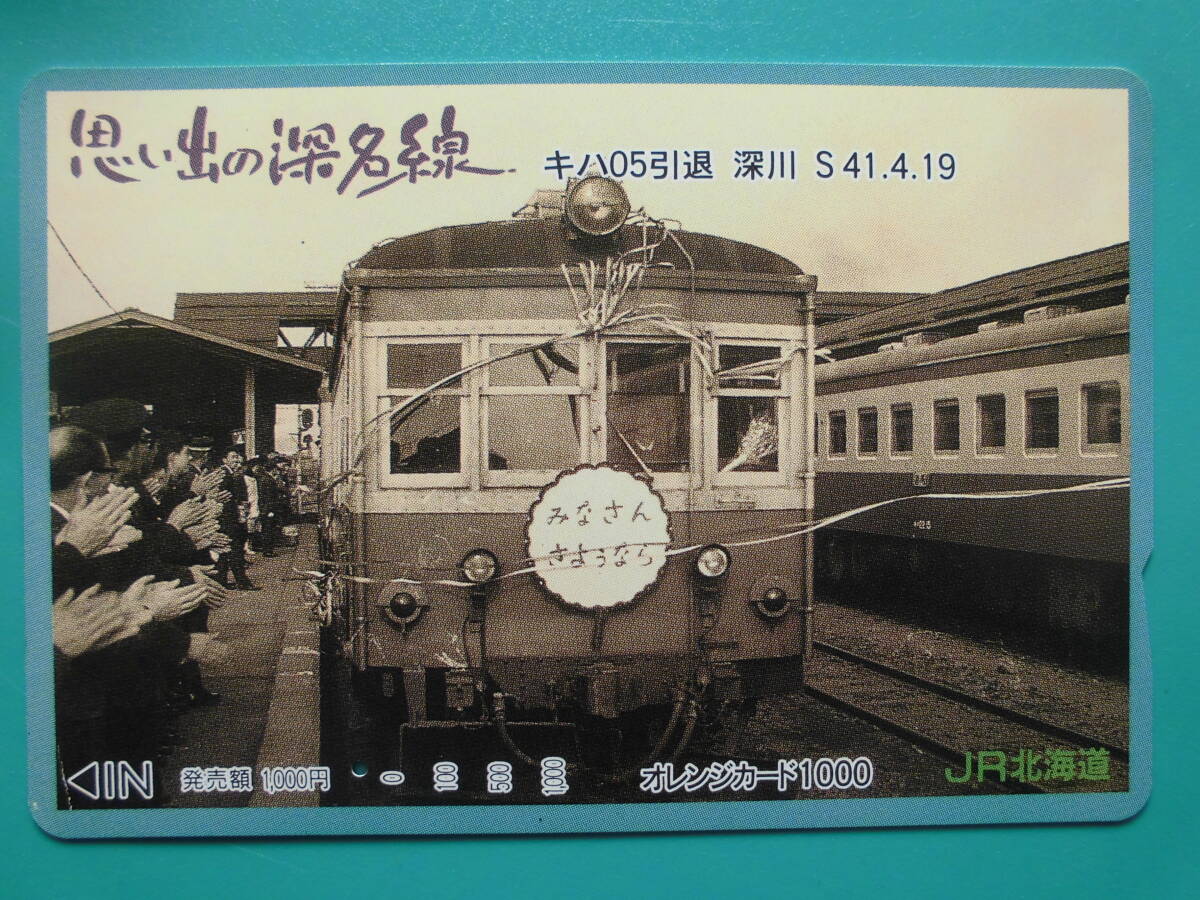 思い出の深名線
キハ05引退 深川 S41.4.19
みなさん
さようなら
◁IN 発売額 1,000円 0 100 500 1,000 オレンジカード1000
JR北海道